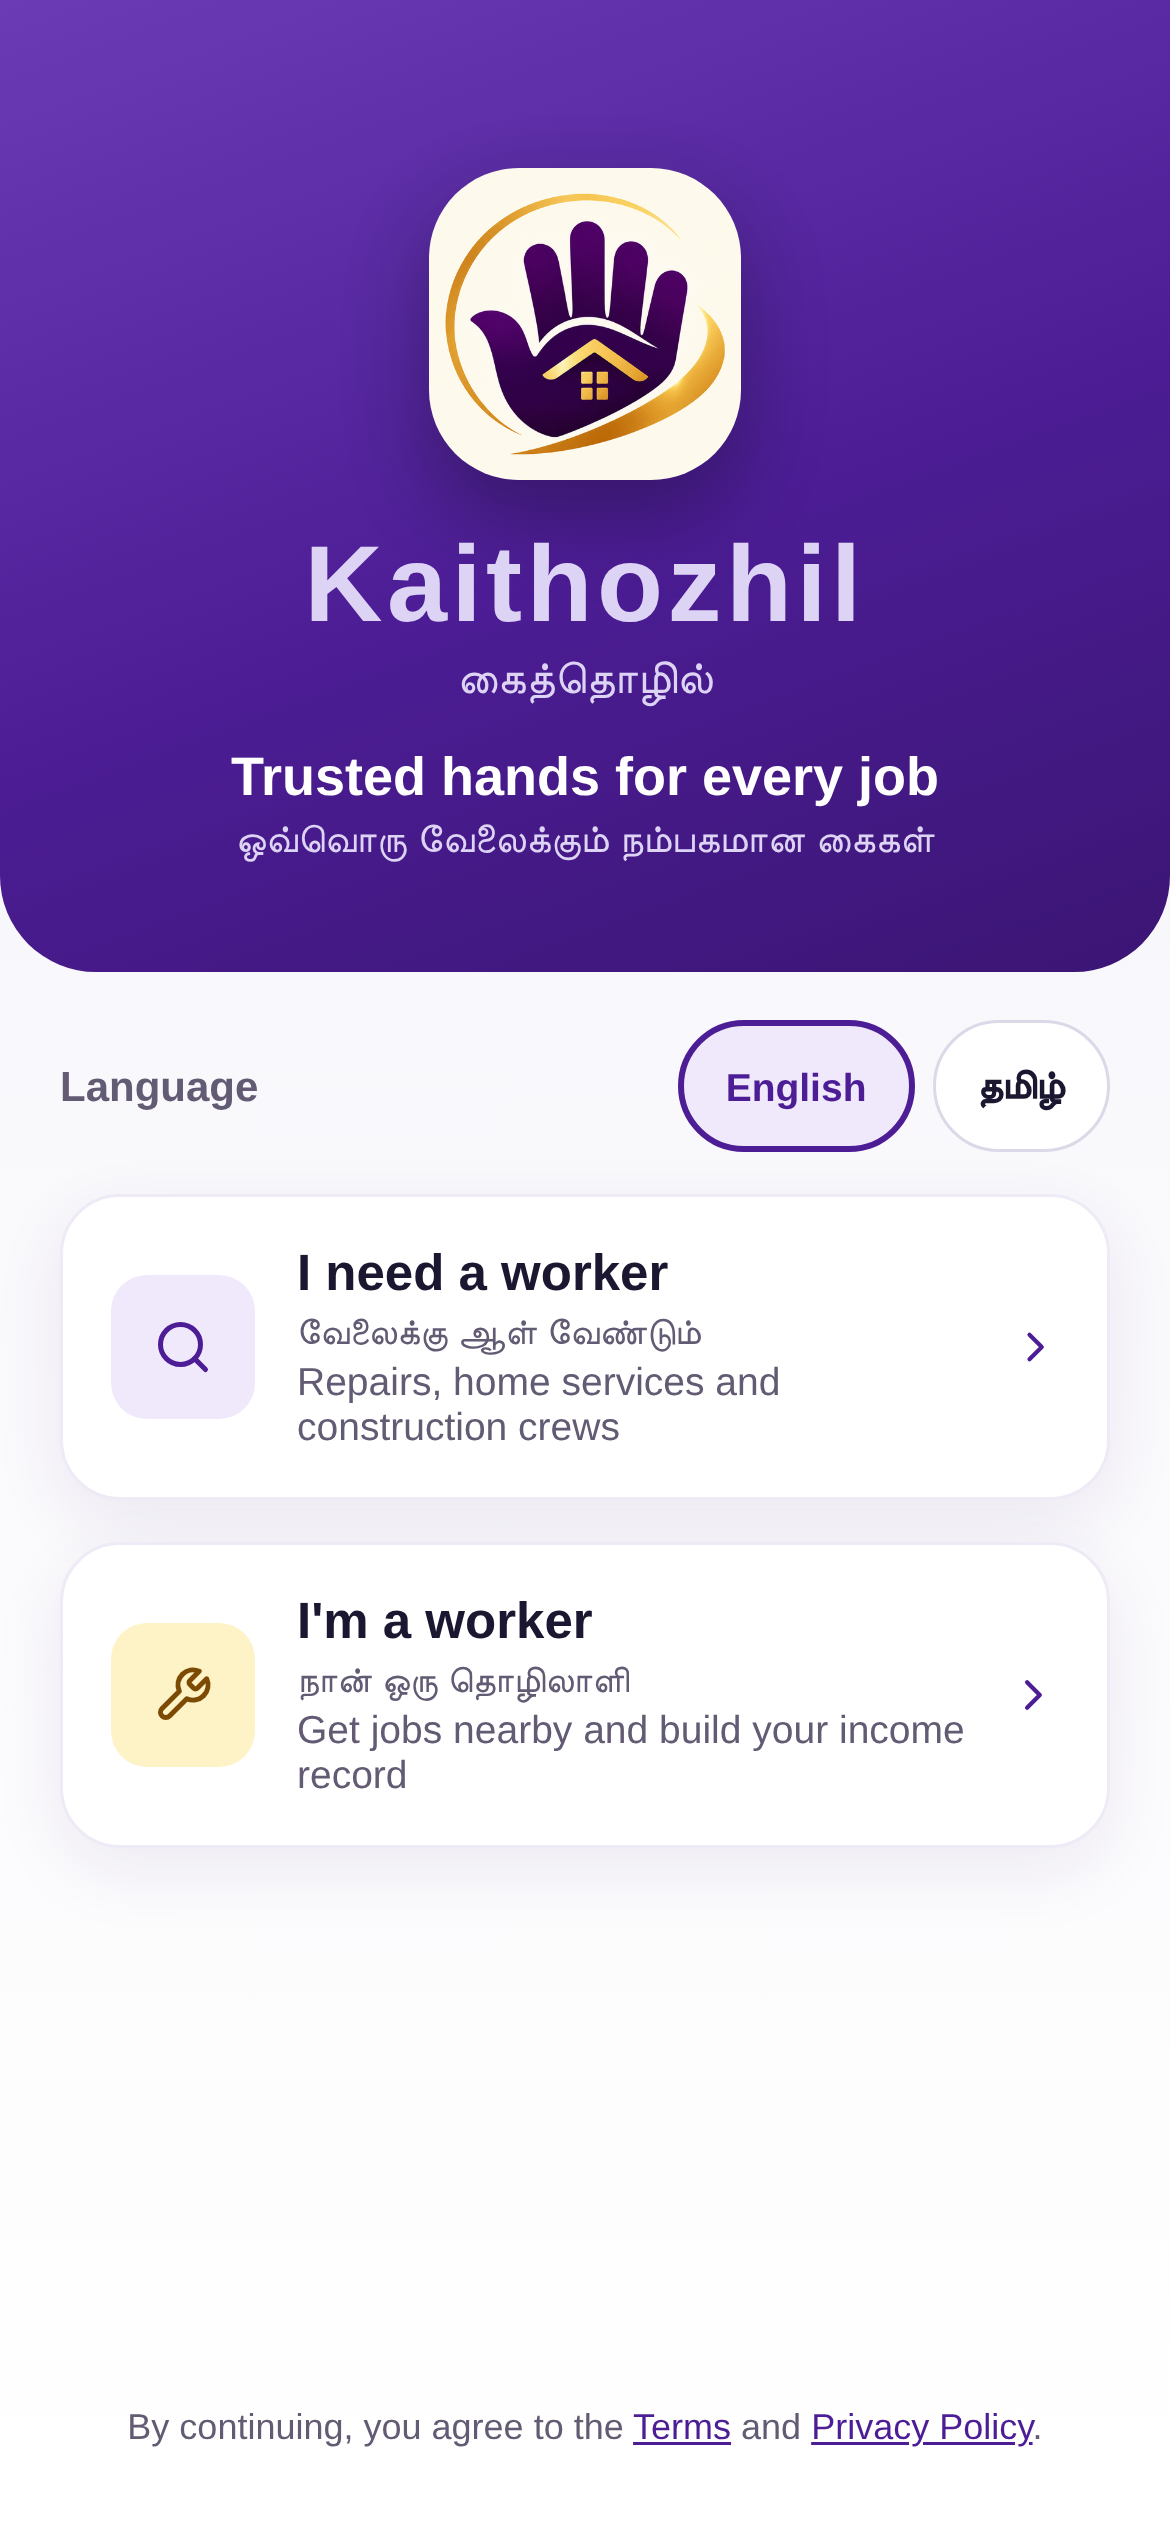 Kaithozhil
கைத்தொழில்
Trusted hands for every job
ஒவ்வொரு வேலைக்கும் நம்பகமான கைகள்
Language
English
தமிழ்
I need a worker
வேலைக்கு ஆள் வேண்டும்
Repairs, home services and
construction crews
I'm a worker
நான் ஒரு தொழிலாளி
Get jobs nearby and build your income
record
By continuing, you agree to the Terms and Privacy Policy.